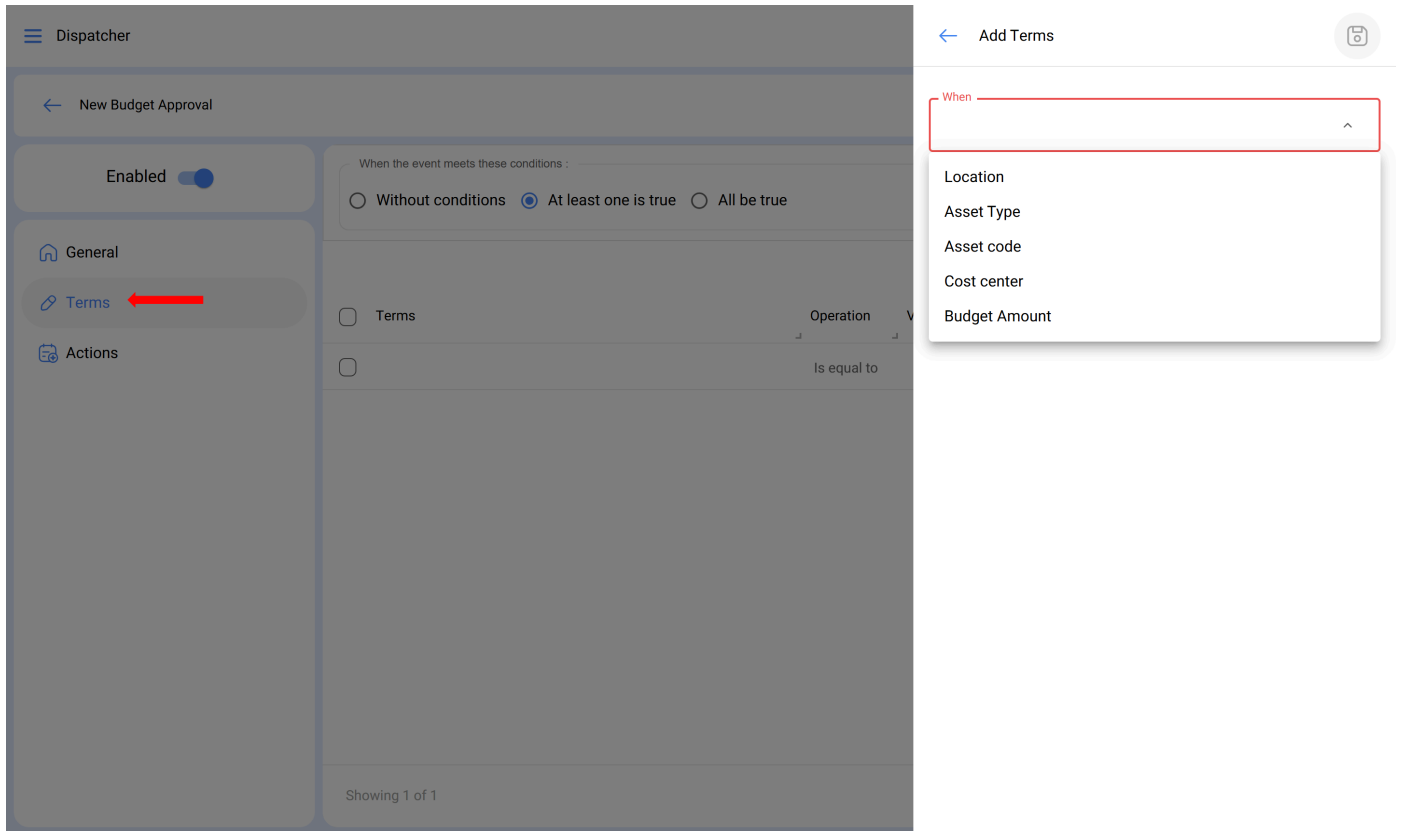 Dispatcher
New Budget Approval
Enabled
General
Terms
Actions
When the event meets these conditions :
Without conditions
At least one is true
All be true
Terms
Operation
Is equal to
Showing 1 of 1
Add Terms
When
Location
Asset Type
Asset code
Cost center
Budget Amount